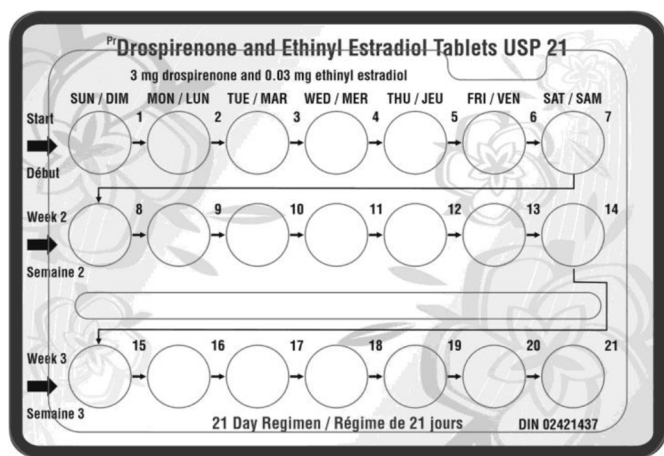 PrDrospirenone and Ethinyl Estradiol Tablets USP 21
3 mg drospirenone and 0.03 mg ethinyl estradiol
SUN / DIM MON / LUN TUE / MAR WED / MER THU / JEU FRI / VEN SAT / SAM
Start 1 2 3 4 5 6 7
Début
Week 2 8 9 10 11 12 13 14
Semaine 2
Week 3 15 16 17 18 19 20 21
Semaine 3
21 Day Regimen / Régime de 21 jours DIN 02421437